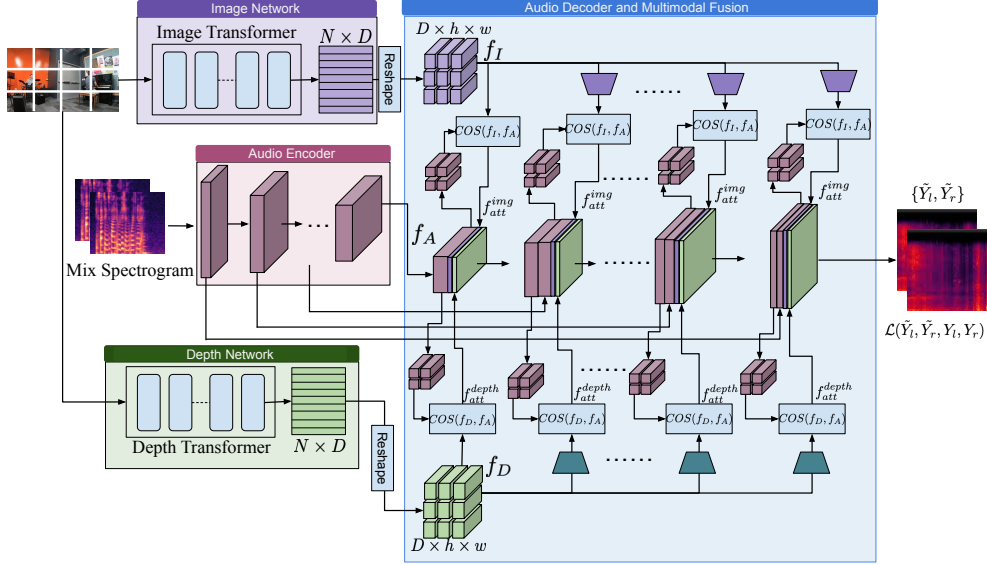 Image Network
Audio Decoder and Multimodal Fusion
Image Transformer
N × D
Reshape
D × h × w
f_I
COS(f_I, f_A)
COS(f_I, f_A)
COS(f_I, f_A)
COS(f_I, f_A)
Audio Encoder
f_att^img
f_att^img
f_att^img
f_att^img
{Ỹ_l, Ỹ_r}
f_A
Mix Spectrogram
L(Ỹ_l, Ỹ_r, Y_l, Y_r)
Depth Network
f_att^depth
f_att^depth
f_att^depth
f_att^depth
COS(f_D, f_A)
COS(f_D, f_A)
COS(f_D, f_A)
COS(f_D, f_A)
Depth Transformer
N × D
Reshape
f_D
D × h × w